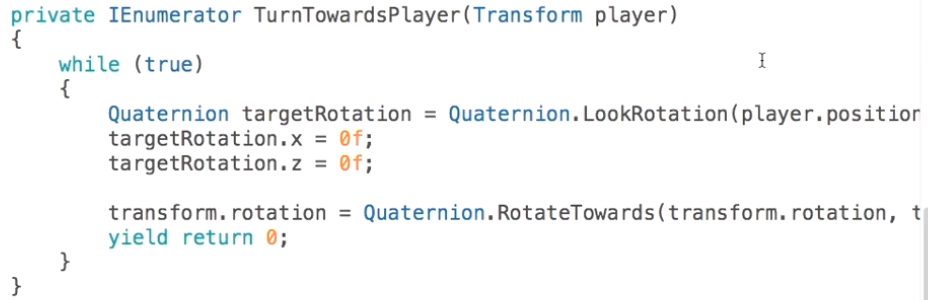 private IEnumerator TurnTowardsPlayer(Transform player)
{
while (true)
{
Quaternion targetRotation = Quaternion.LookRotation(player.position
targetRotation.x = 0f;
targetRotation.z = 0f;
transform.rotation = Quaternion.RotateTowards(transform.rotation, t
yield return 0;
}
}